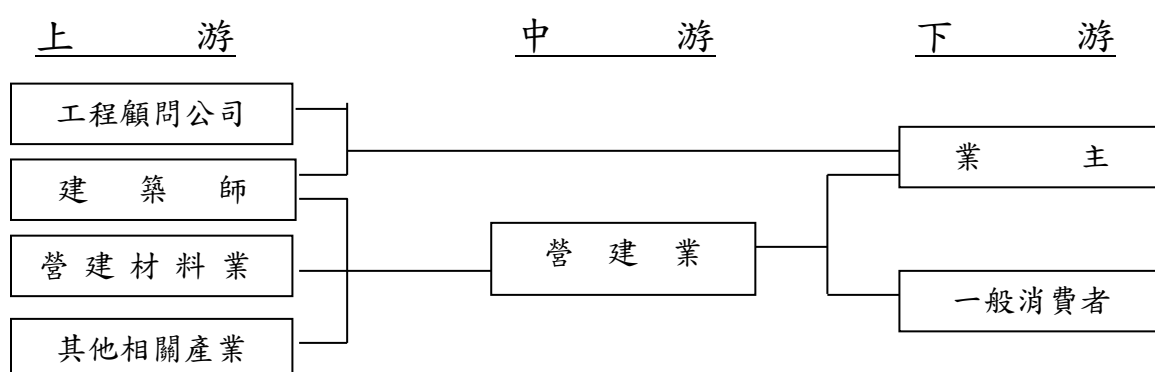 上游 中游 下游
工程顧問公司
建築師
營建材料業
其他相關產業
營建業
業主
一般消費者